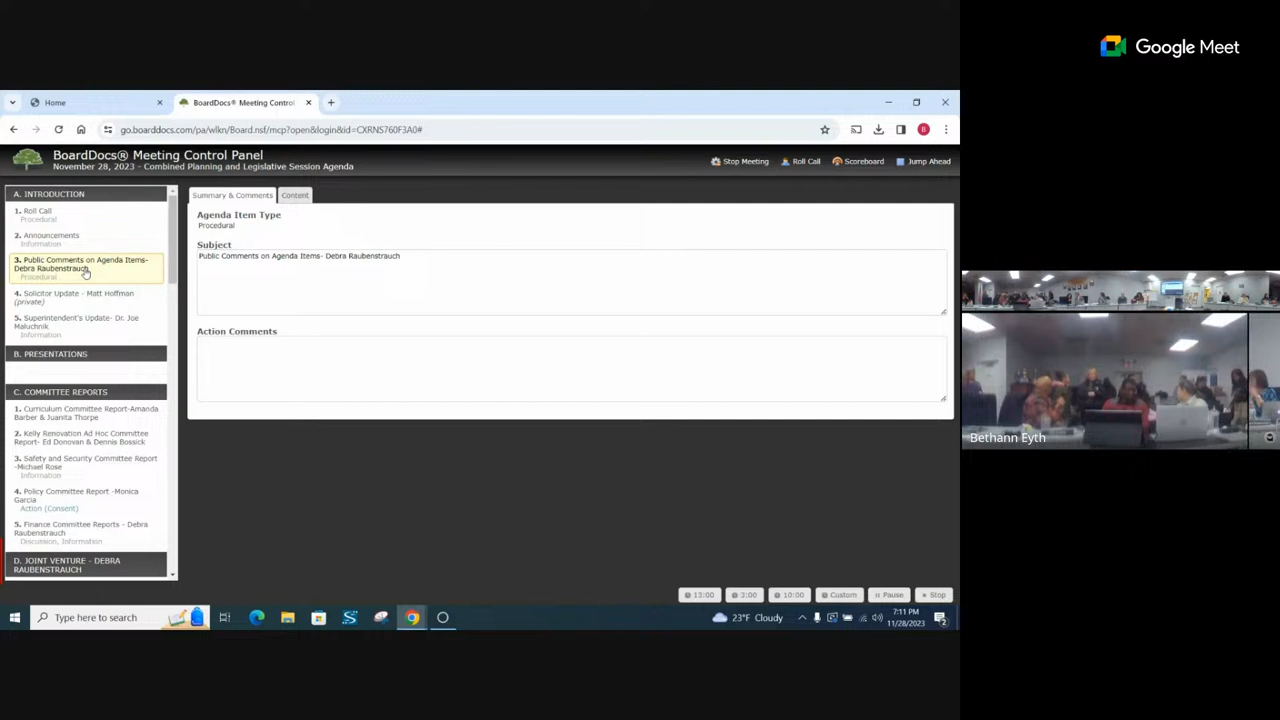 Google Meet
Home
BoardDocs® Meeting Control
go.boarddocs.com/pa/wlkn/Board.nsf/mcp?open&login&id=CXRNS760F3A0#
B
BoardDocs® Meeting Control Panel
November 28, 2023 - Combined Planning and Legislative Session Agenda
Stop Meeting
Roll Call
Scoreboard
Jump Ahead
A. INTRODUCTION
1. Roll Call
Procedural
2. Announcements
Information
3. Public Comments on Agenda Items-
Debra Raubenstrauch
Procedural
4. Solicitor Update - Matt Hoffman
(private)
5. Superintendent's Update- Dr. Joe
Maluchnik
Information
B. PRESENTATIONS
C. COMMITTEE REPORTS
1. Curriculum Committee Report-Amanda
Barber & Juanita Thorpe
2. Kelly Renovation Ad Hoc Committee
Report- Ed Donovan & Dennis Bossick
3. Safety and Security Committee Report
-Michael Rose
Information
4. Policy Committee Report -Monica
Garcia
Action (Consent)
5. Finance Committee Reports - Debra
Raubenstrauch
Discussion, Information
D. JOINT VENTURE - DEBRA
RAUBENSTRAUCH
Summary & Comments
Content
Agenda Item Type
Procedural
Subject
Public Comments on Agenda Items- Debra Raubenstrauch
Action Comments
13:00
3:00
10:00
Custom
Pause
Stop
Bethann Eyth
Type here to search
23°F Cloudy
7:11 PM
11/28/2023
2